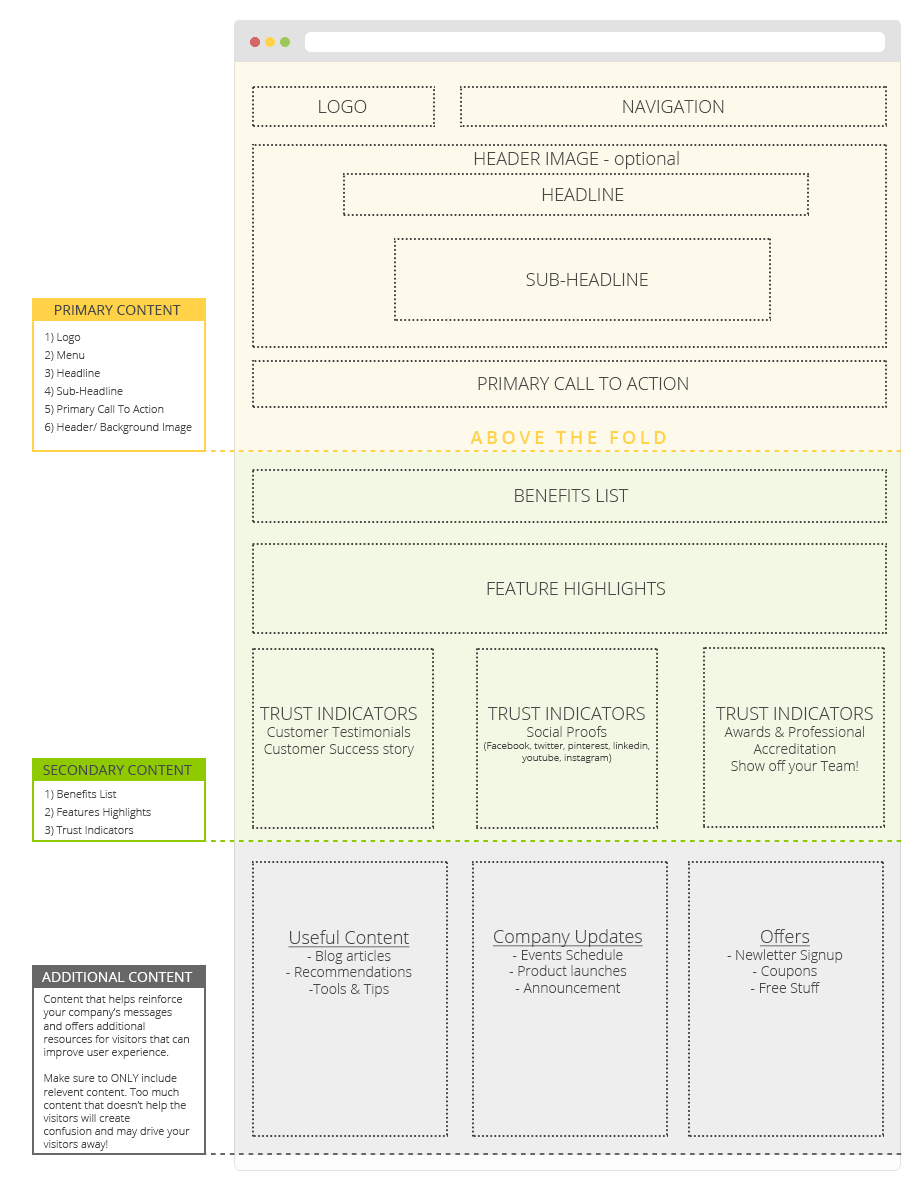 LOGO
NAVIGATION
HEADER IMAGE - optional
HEADLINE
SUB-HEADLINE
PRIMARY CONTENT
1) Logo
2) Menu
3) Headline
4) Sub-Headline
5) Primary Call To Action
6) Header/ Background Image
PRIMARY CALL TO ACTION
ABOVE THE FOLD
BENEFITS LIST
FEATURE HIGHLIGHTS
TRUST INDICATORS
Customer Testimonials
Customer Success story
TRUST INDICATORS
Social Proofs
(Facebook, twitter, pinterest, linkedin,
youtube, instagram)
TRUST INDICATORS
Awards & Professional
Accreditation
Show off your Team!
SECONDARY CONTENT
1) Benefits List
2) Features Highlights
3) Trust Indicators
Useful Content
- Blog articles
- Recommendations
-Tools & Tips
Company Updates
- Events Schedule
- Product launches
- Announcement
Offers
- Newletter Signup
- Coupons
- Free Stuff
ADDITIONAL CONTENT
Content that helps reinforce
your company's messages
and offers additional
resources for visitors that can
improve user experience.
Make sure to ONLY include
relevent content. Too much
content that doesn't help the
visitors will create
confusion and may drive your
visitors away!